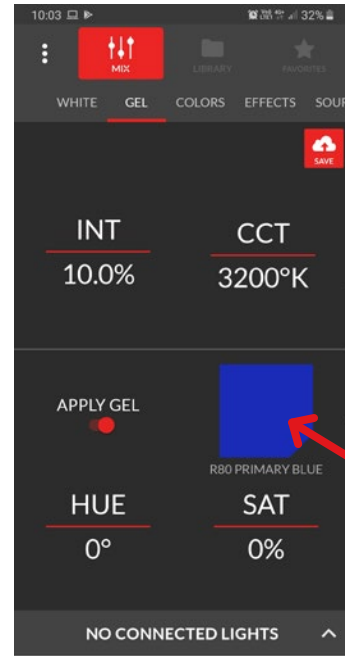 10:03 32%
MIX LIBRARY FAVORITES
WHITE GEL COLORS EFFECTS SOUR
SAVE
INT CCT
10.0% 3200°K
APPLY GEL
R80 PRIMARY BLUE
HUE SAT
0° 0%
NO CONNECTED LIGHTS